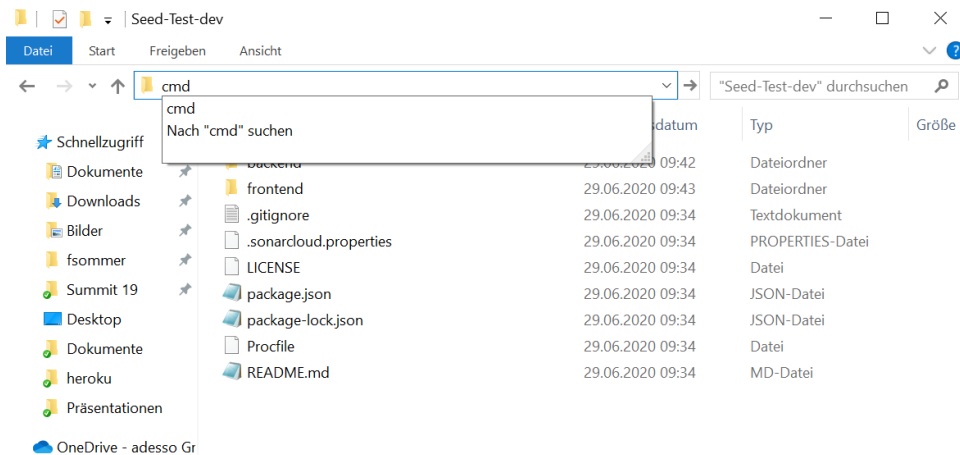 Seed-Test-dev
Datei Start Freigeben Ansicht
cmd "Seed-Test-dev" durchsuchen
cmd
Nach "cmd" suchen
sdatum Typ Größe
Schnellzugriff
backend 29.06.2020 09:42 Dateiordner
Dokumente
frontend 29.06.2020 09:43 Dateiordner
Downloads
.gitignore 29.06.2020 09:34 Textdokument
Bilder
.sonarcloud.properties 29.06.2020 09:34 PROPERTIES-Datei
fsommer
LICENSE 29.06.2020 09:34 Datei
Summit 19
package.json 29.06.2020 09:34 JSON-Datei
Desktop
package-lock.json 29.06.2020 09:34 JSON-Datei
Dokumente
Procfile 29.06.2020 09:34 Datei
heroku
README.md 29.06.2020 09:34 MD-Datei
Präsentationen
OneDrive - adesso Gr